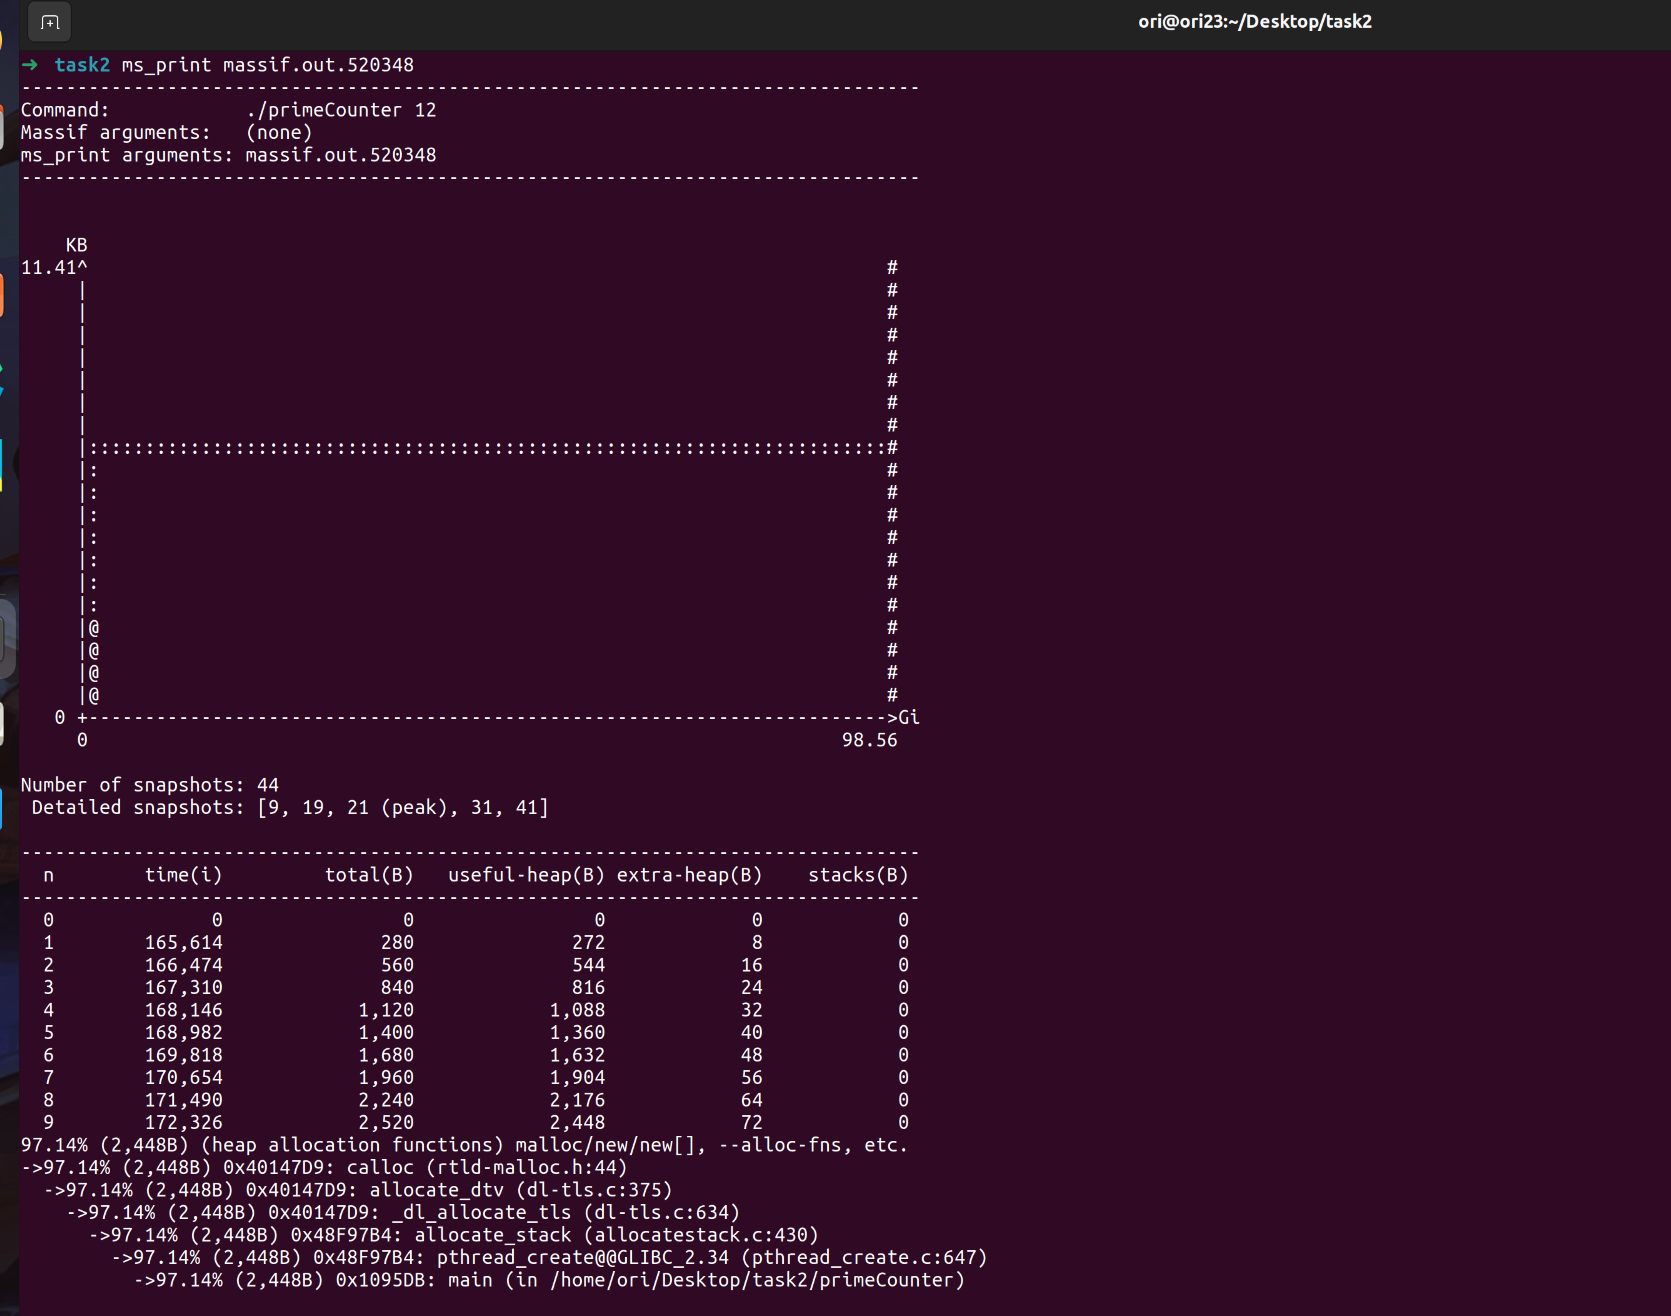 ori@ori23:~/Desktop/task2
➜  task2 ms_print massif.out.520348
--------------------------------------------------------------------------------
Command:            ./primeCounter 12
Massif arguments:   (none)
ms_print arguments: massif.out.520348
--------------------------------------------------------------------------------
    KB
11.41^                                                                       #
     |                                                                       #
     |                                                                       #
     |                                                                       #
     |                                                                       #
     |                                                                       #
     |                                                                       #
     |                                                                       #
     |:::::::::::::::::::::::::::::::::::::::::::::::::::::::::::::::::::::::#
     |:                                                                      #
     |:                                                                      #
     |:                                                                      #
     |:                                                                      #
     |:                                                                      #
     |:                                                                      #
     |:                                                                      #
     |@                                                                      #
     |@                                                                      #
     |@                                                                      #
     |@                                                                      #
   0 +----------------------------------------------------------------------->Gi
     0                                                                   98.56
Number of snapshots: 44
 Detailed snapshots: [9, 19, 21 (peak), 31, 41]
--------------------------------------------------------------------------------
  n        time(i)         total(B)   useful-heap(B) extra-heap(B)    stacks(B)
--------------------------------------------------------------------------------
  0              0                0                0             0            0
  1        165,614              280              272             8            0
  2        166,474              560              544            16            0
  3        167,310              840              816            24            0
  4        168,146            1,120            1,088            32            0
  5        168,982            1,400            1,360            40            0
  6        169,818            1,680            1,632            48            0
  7        170,654            1,960            1,904            56            0
  8        171,490            2,240            2,176            64            0
  9        172,326            2,520            2,448            72            0
97.14% (2,448B) (heap allocation functions) malloc/new/new[], --alloc-fns, etc.
->97.14% (2,448B) 0x40147D9: calloc (rtld-malloc.h:44)
  ->97.14% (2,448B) 0x40147D9: allocate_dtv (dl-tls.c:375)
    ->97.14% (2,448B) 0x40147D9: _dl_allocate_tls (dl-tls.c:634)
      ->97.14% (2,448B) 0x48F97B4: allocate_stack (allocatestack.c:430)
        ->97.14% (2,448B) 0x48F97B4: pthread_create@@GLIBC_2.34 (pthread_create.c:647)
          ->97.14% (2,448B) 0x1095DB: main (in /home/ori/Desktop/task2/primeCounter)